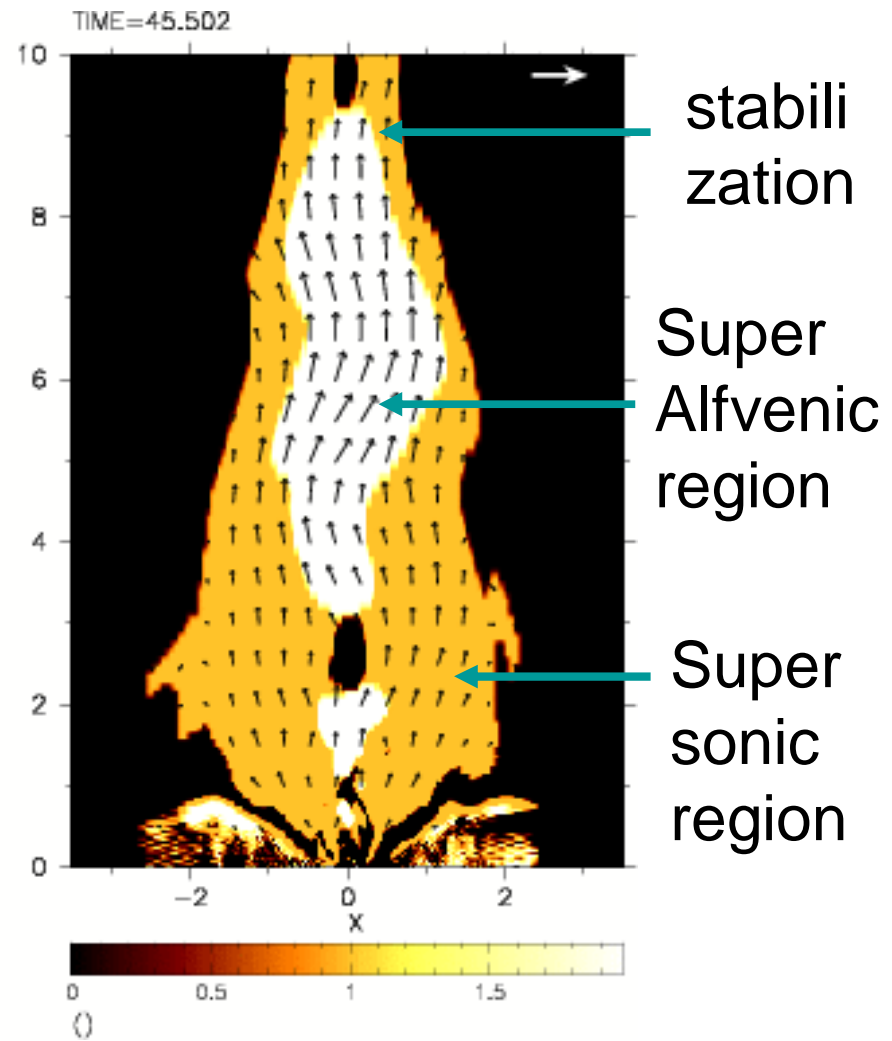 TIME=45.502
10
8
6
4
2
0
−2 0 2
X
0 0.5 1 1.5
()
stabili
zation
Super
Alfvenic
region
Super
sonic
region